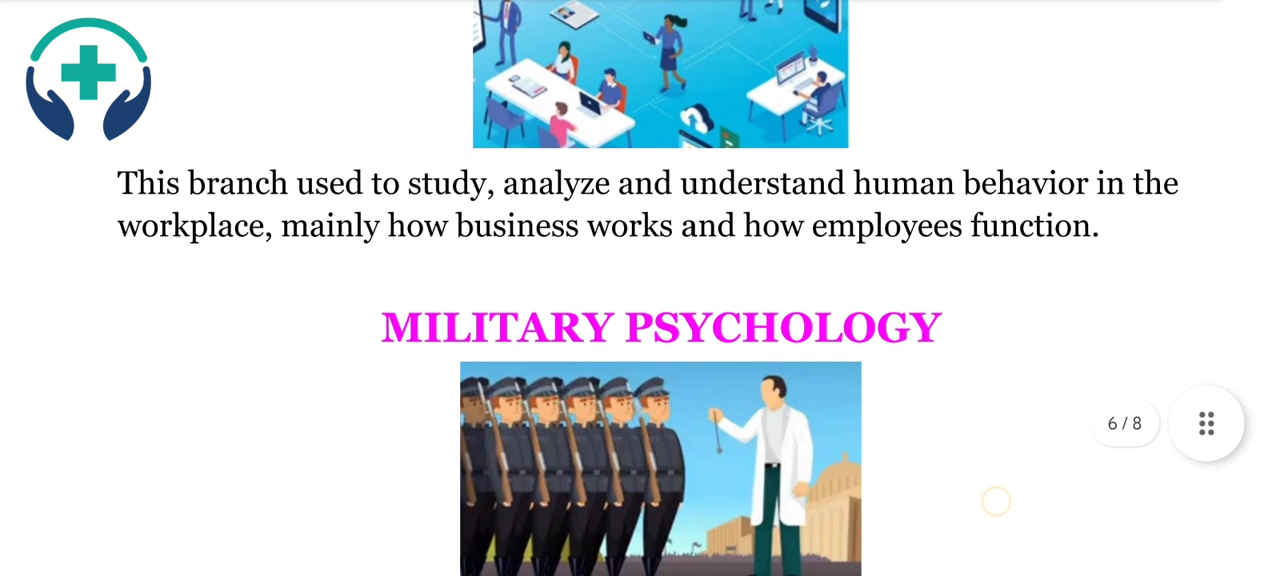 This branch used to study, analyze and understand human behavior in the
workplace, mainly how business works and how employees function.
MILITARY PSYCHOLOGY
6 / 8